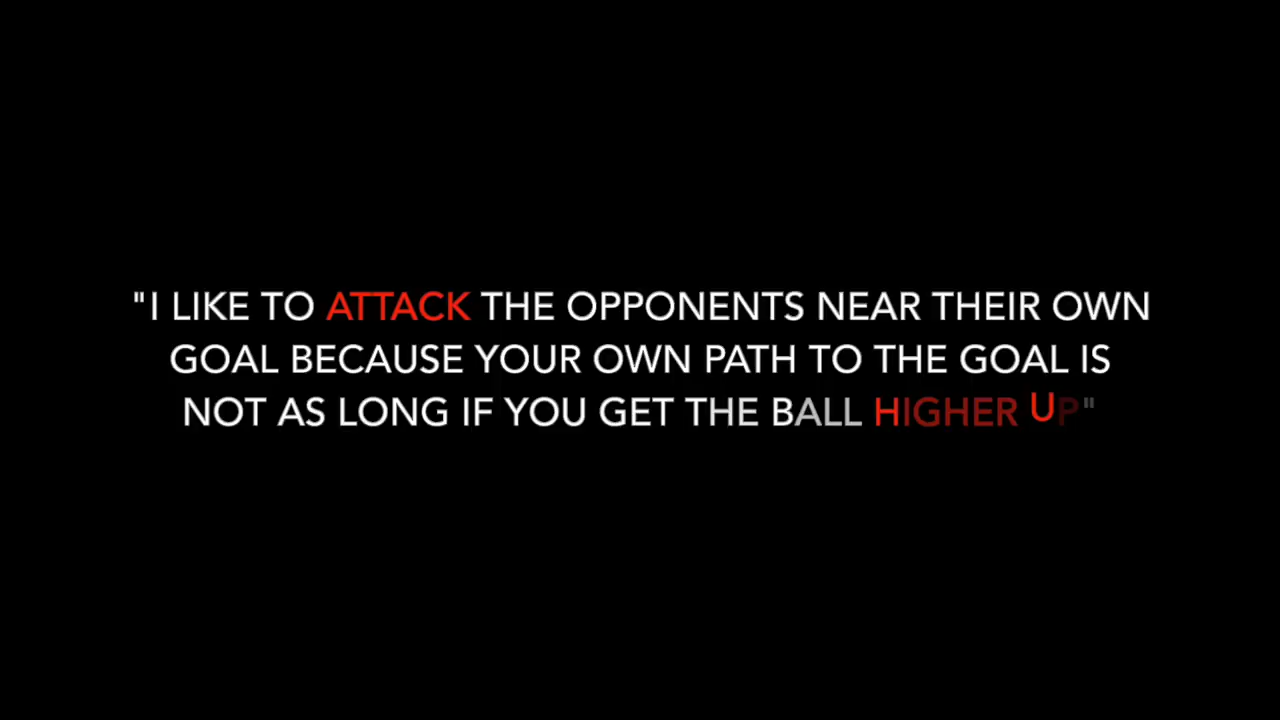 "I LIKE TO ATTACK THE OPPONENTS NEAR THEIR OWN
GOAL BECAUSE YOUR OWN PATH TO THE GOAL IS
NOT AS LONG IF YOU GET THE BALL HIGHER UP"